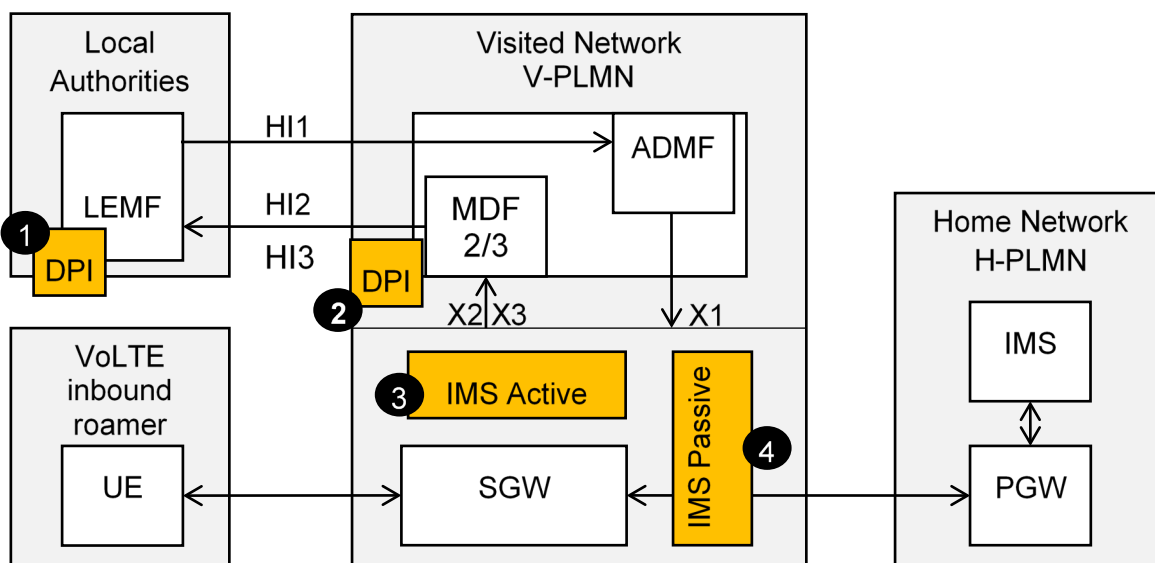 Local
Authorities
LEMF
1
DPI
HI1
HI2
HI3
Visited Network
V-PLMN
ADMF
MDF
2/3
DPI
2
X2
X3
X1
VoLTE
inbound
roamer
UE
3
IMS Active
SGW
IMS Passive
4
Home Network
H-PLMN
IMS
PGW